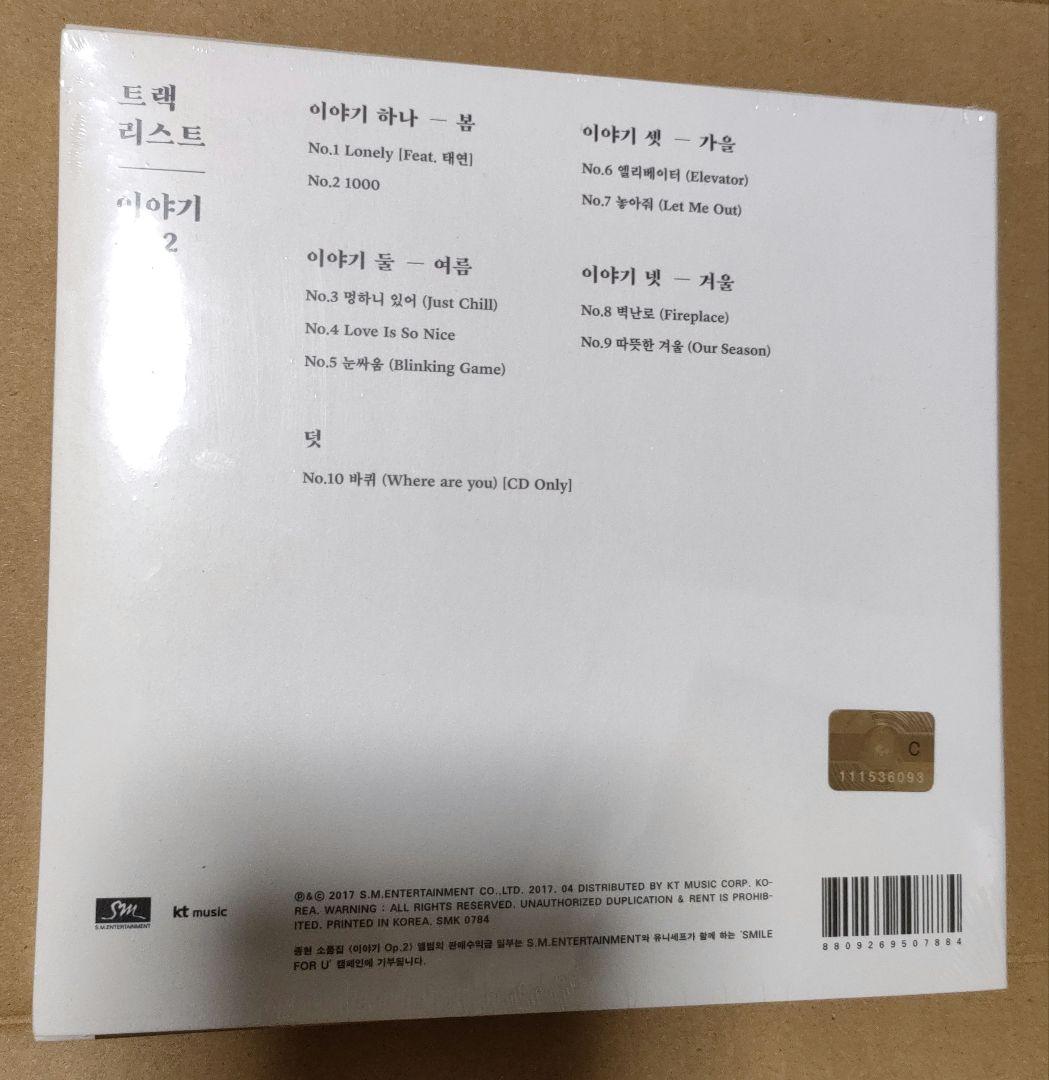 트랙
리스트
이야기
2
이야기 하나 — 봄
No.1 Lonely [Feat. 태연]
No.2 1000
이야기 둘 — 여름
No.3 멍하니 있어 (Just Chill)
No.4 Love Is So Nice
No.5 눈싸움 (Blinking Game)
이야기 셋 — 가을
No.6 엘리베이터 (Elevator)
No.7 놓아줘 (Let Me Out)
이야기 넷 — 겨울
No.8 벽난로 (Fireplace)
No.9 따뜻한 겨울 (Our Season)
덧
No.10 바퀴 (Where are you) [CD Only]
C
111536093
SM
S.M.ENTERTAINMENT
kt music
Ⓟ&© 2017 S.M.ENTERTAINMENT CO.,LTD. 2017. 04 DISTRIBUTED BY KT MUSIC CORP. KO-
REA. WARNING : ALL RIGHTS RESERVED. UNAUTHORIZED DUPLICATION & RENT IS PROHIB-
ITED. PRINTED IN KOREA. SMK 0784
종현 소품집 〈이야기 Op.2〉 앨범의 판매수익금 일부는 S.M.ENTERTAINMENT와 유니세프가 함께 하는 'SMILE
FOR U' 캠페인에 기부됩니다.
8809269507884